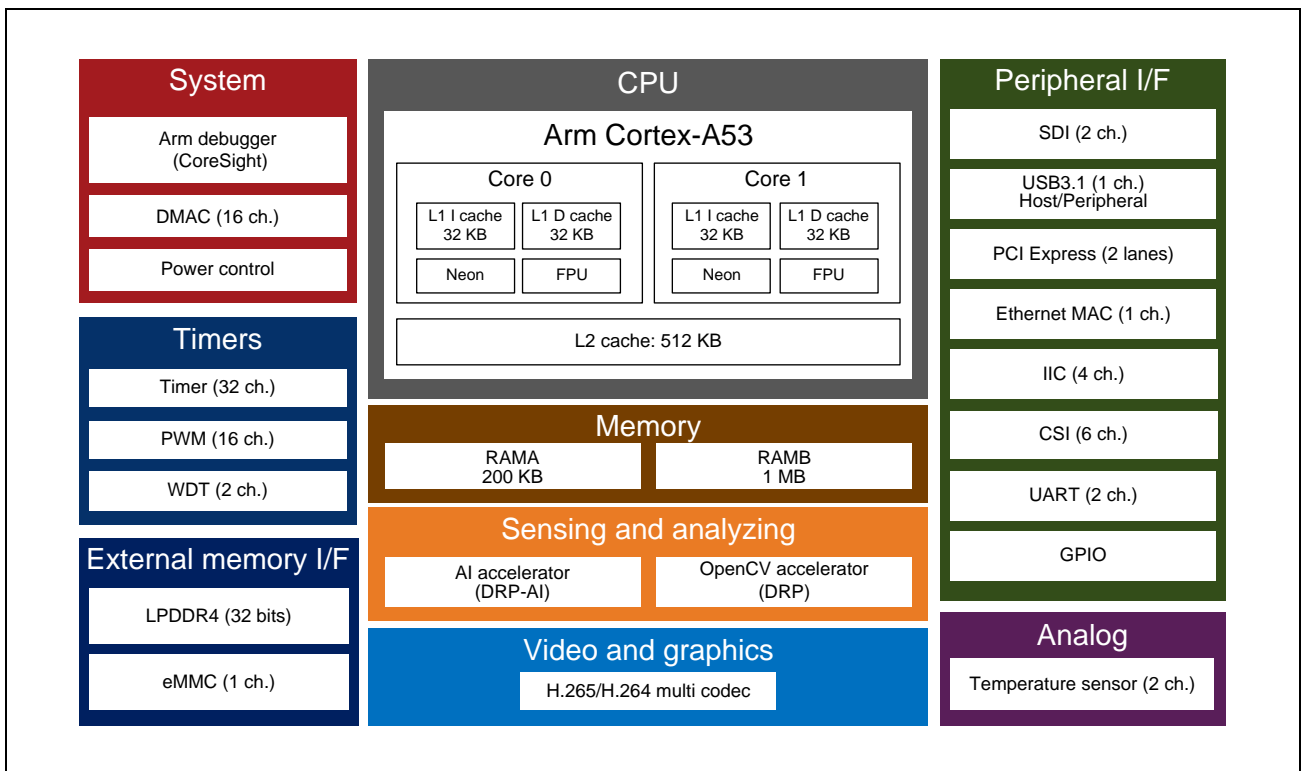 System
Arm debugger
(CoreSight)
DMAC (16 ch.)
Power control
Timers
Timer (32 ch.)
PWM (16 ch.)
WDT (2 ch.)
External memory I/F
LPDDR4 (32 bits)
eMMC (1 ch.)
CPU
Arm Cortex-A53
Core 0
L1 I cache
32 KB
L1 D cache
32 KB
Neon
FPU
Core 1
L1 I cache
32 KB
L1 D cache
32 KB
Neon
FPU
L2 cache: 512 KB
Memory
RAMA
200 KB
RAMB
1 MB
Sensing and analyzing
AI accelerator
(DRP-AI)
OpenCV accelerator
(DRP)
Video and graphics
H.265/H.264 multi codec
Peripheral I/F
SDI (2 ch.)
USB3.1 (1 ch.)
Host/Peripheral
PCI Express (2 lanes)
Ethernet MAC (1 ch.)
IIC (4 ch.)
CSI (6 ch.)
UART (2 ch.)
GPIO
Analog
Temperature sensor (2 ch.)